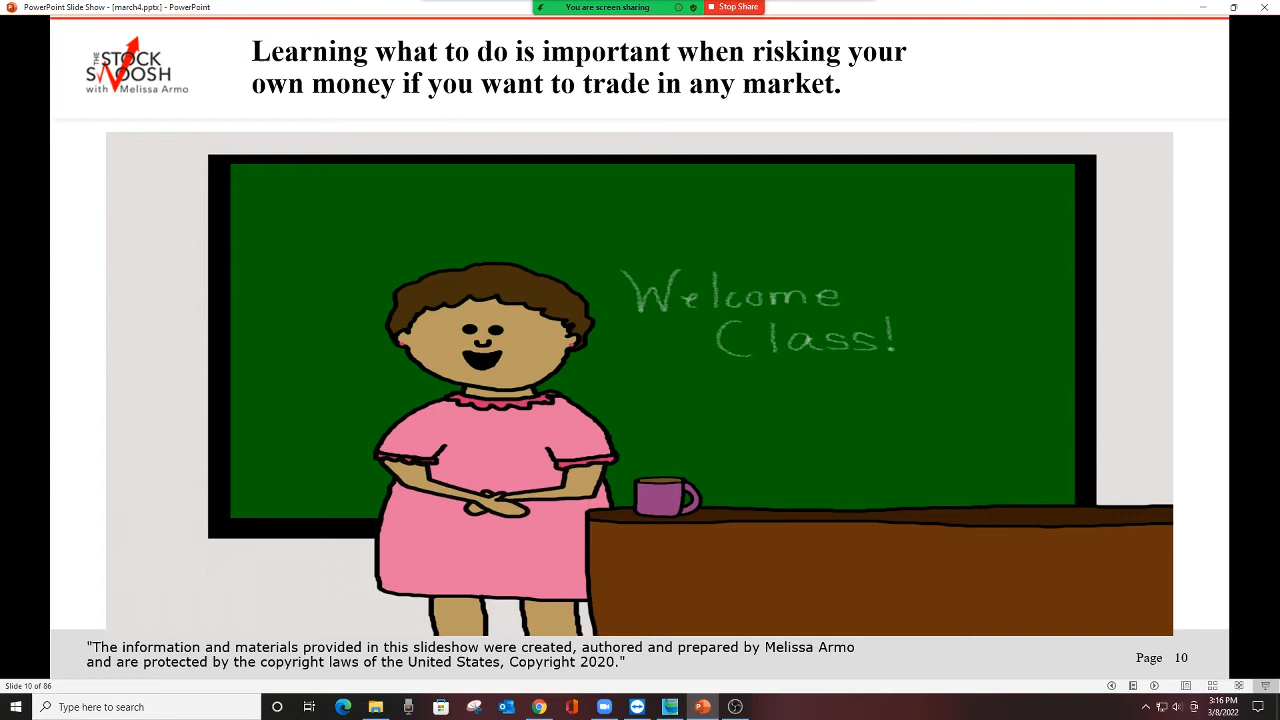 PowerPoint Slide Show - [march4.pptx] - PowerPoint
You are screen sharing
Stop Share
THE STOCK
SWOOSH
with Melissa Armo
Learning what to do is important when risking your
own money if you want to trade in any market.
Welcome
Class!
"The information and materials provided in this slideshow were created, authored and prepared by Melissa Armo
and are protected by the copyright laws of the United States, Copyright 2020."
Page 10
Slide 10 of 86
Type here to search
3:16 PM
3/8/2022